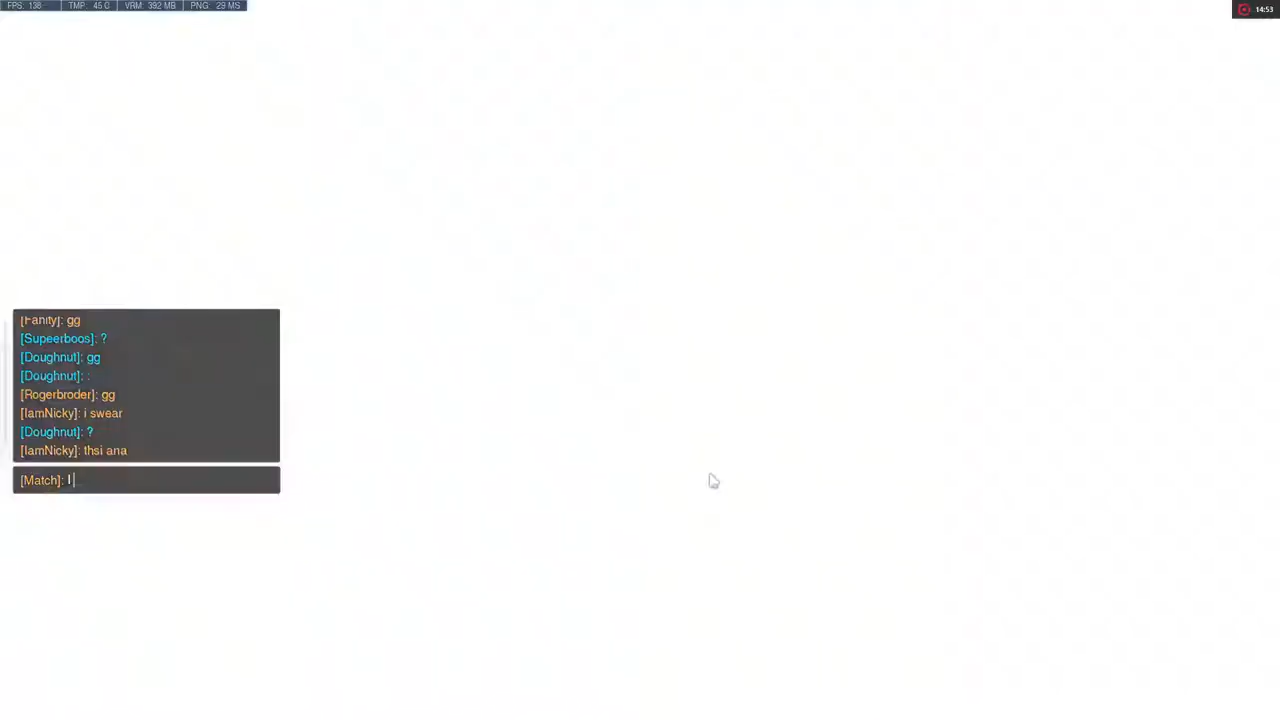 FPS: 138 | TMP: 45 C | VRM: 392 MB | PNG: 29 MS
14:53
[Fanity]: gg
[Supeerboos]: ?
[Doughnut]: gg
[Doughnut]: :
[Rogerbroder]: gg
[IamNicky]: i swear
[Doughnut]: ?
[IamNicky]: thsi ana
[Match]: I